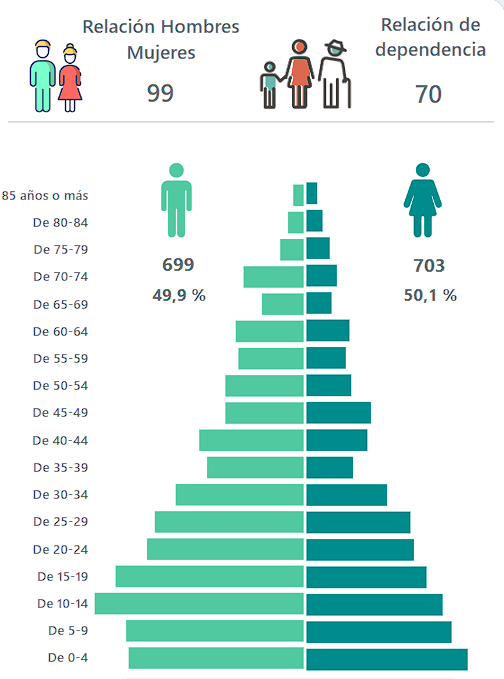 Relación Hombres
Mujeres
99
Relación de
dependencia
70
699
49,9 %
703
50,1 %
85 años o más
De 80-84
De 75-79
De 70-74
De 65-69
De 60-64
De 55-59
De 50-54
De 45-49
De 40-44
De 35-39
De 30-34
De 25-29
De 20-24
De 15-19
De 10-14
De 5-9
De 0-4